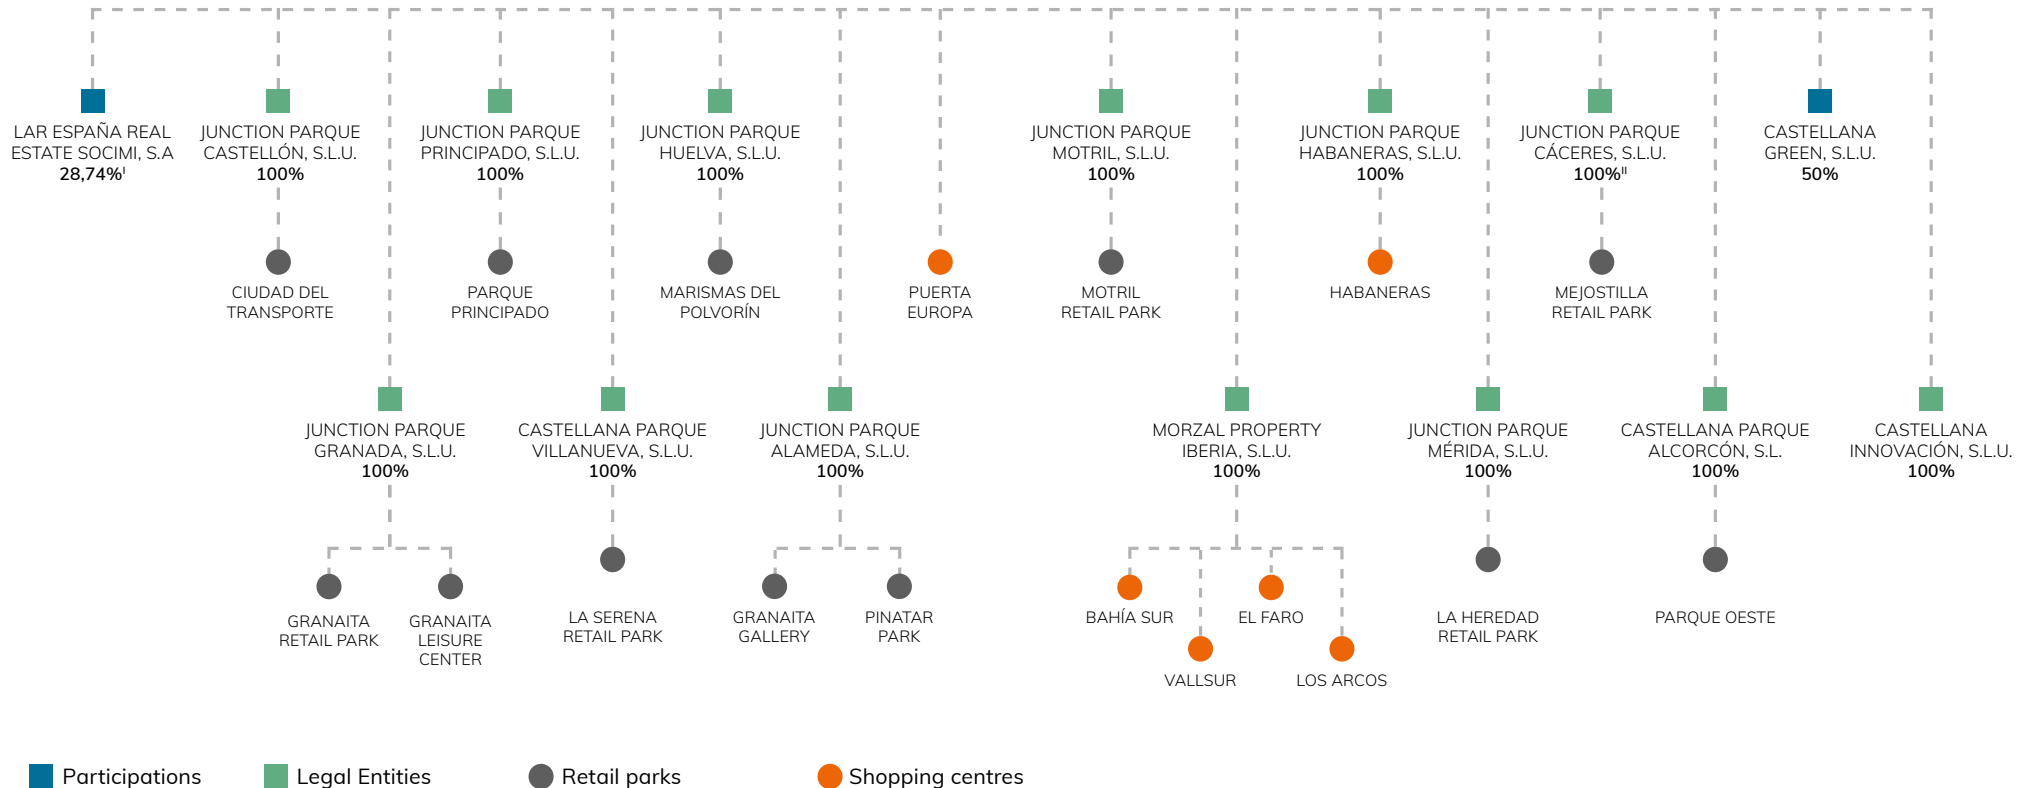 LAR ESPAÑA REAL
ESTATE SOCIMI, S.A
28,74%ᴵ
JUNCTION PARQUE
CASTELLÓN, S.L.U.
100%
JUNCTION PARQUE
PRINCIPADO, S.L.U.
100%
JUNCTION PARQUE
HUELVA, S.L.U.
100%
JUNCTION PARQUE
MOTRIL, S.L.U.
100%
JUNCTION PARQUE
HABANERAS, S.L.U.
100%
JUNCTION PARQUE
CÁCERES, S.L.U.
100%ᴵᴵ
CASTELLANA
GREEN, S.L.U.
50%
CIUDAD DEL
TRANSPORTE
PARQUE
PRINCIPADO
MARISMAS DEL
POLVORÍN
PUERTA
EUROPA
MOTRIL
RETAIL PARK
HABANERAS
MEJOSTILLA
RETAIL PARK
JUNCTION PARQUE
GRANADA, S.L.U.
100%
CASTELLANA PARQUE
VILLANUEVA, S.L.U.
100%
JUNCTION PARQUE
ALAMEDA, S.L.U.
100%
MORZAL PROPERTY
IBERIA, S.L.U.
100%
JUNCTION PARQUE
MÉRIDA, S.L.U.
100%
CASTELLANA PARQUE
ALCORCÓN, S.L.
100%
CASTELLANA
INNOVACIÓN, S.L.U.
100%
GRANAITA
RETAIL PARK
GRANAITA
LEISURE
CENTER
LA SERENA
RETAIL PARK
GRANAITA
GALLERY
PINATAR
PARK
BAHÍA SUR
EL FARO
VALLSUR
LOS ARCOS
LA HEREDAD
RETAIL PARK
PARQUE OESTE
Participations
Legal Entities
Retail parks
Shopping centres